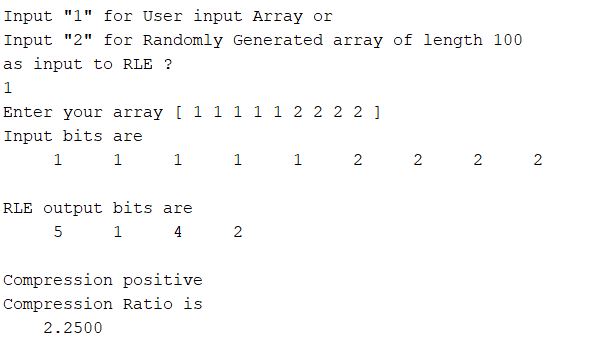 Input "1" for User input Array or
Input "2" for Randomly Generated array of length 100
as input to RLE ?
1
Enter your array [ 1 1 1 1 1 2 2 2 2 ]
Input bits are
1 1 1 1 1 2 2 2 2
RLE output bits are
5 1 4 2
Compression positive
Compression Ratio is
2.2500